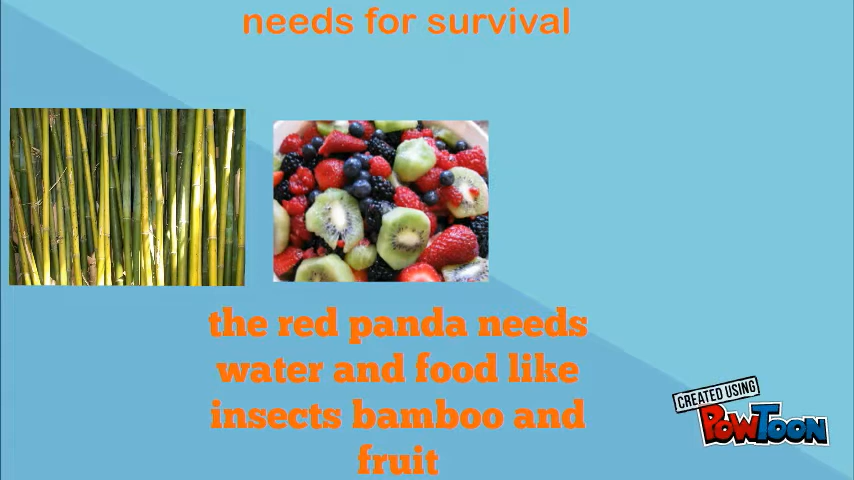 needs for survival
the red panda needs
water and food like
insects bamboo and
fruit
CREATED USING
POWTOON